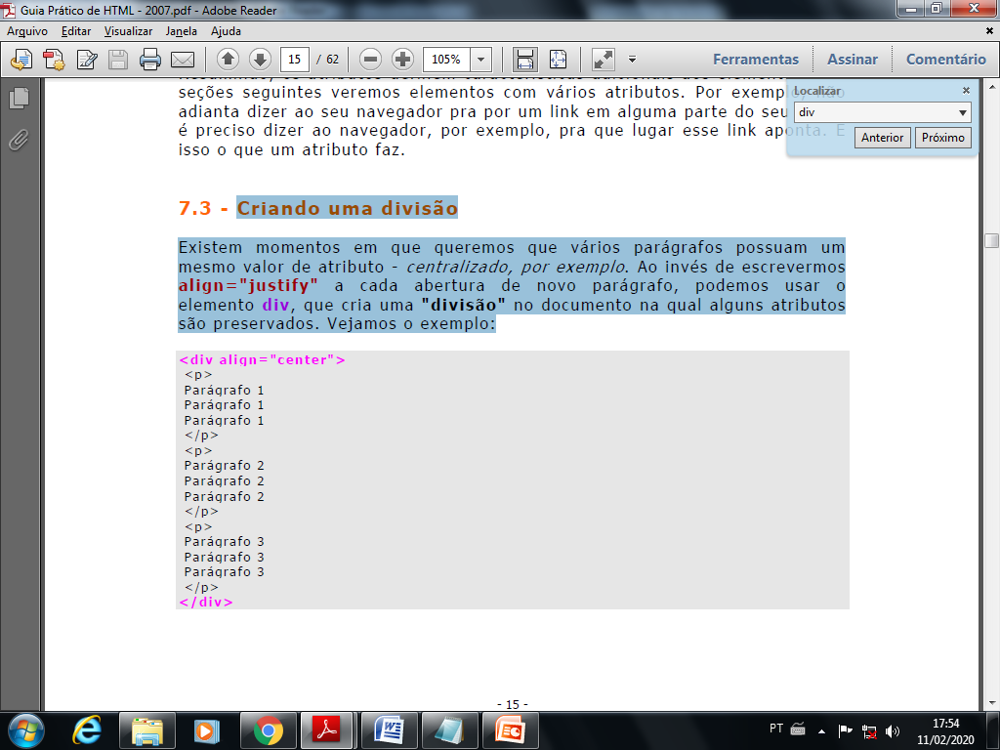 Guia Prático de HTML - 2007.pdf - Adobe Reader
Arquivo Editar Visualizar Janela Ajuda
15 / 62 105% Ferramentas Assinar Comentário
Localizar
div
Anterior Próximo
seções seguintes veremos elementos com vários atributos. Por exemplo, não
adianta dizer ao seu navegador pra por um link em alguma parte do seu
é preciso dizer ao navegador, por exemplo, pra que lugar esse link aponta. E
isso o que um atributo faz.
7.3 - Criando uma divisão
Existem momentos em que queremos que vários parágrafos possuam um
mesmo valor de atributo - centralizado, por exemplo. Ao invés de escrevermos
align="justify" a cada abertura de novo parágrafo, podemos usar o
elemento div, que cria uma "divisão" no documento na qual alguns atributos
são preservados. Vejamos o exemplo:
<div align="center">
<p>
Parágrafo 1
Parágrafo 1
Parágrafo 1
</p>
<p>
Parágrafo 2
Parágrafo 2
Parágrafo 2
</p>
<p>
Parágrafo 3
Parágrafo 3
Parágrafo 3
</p>
</div>
- 15 -
PT
17:54
11/02/2020